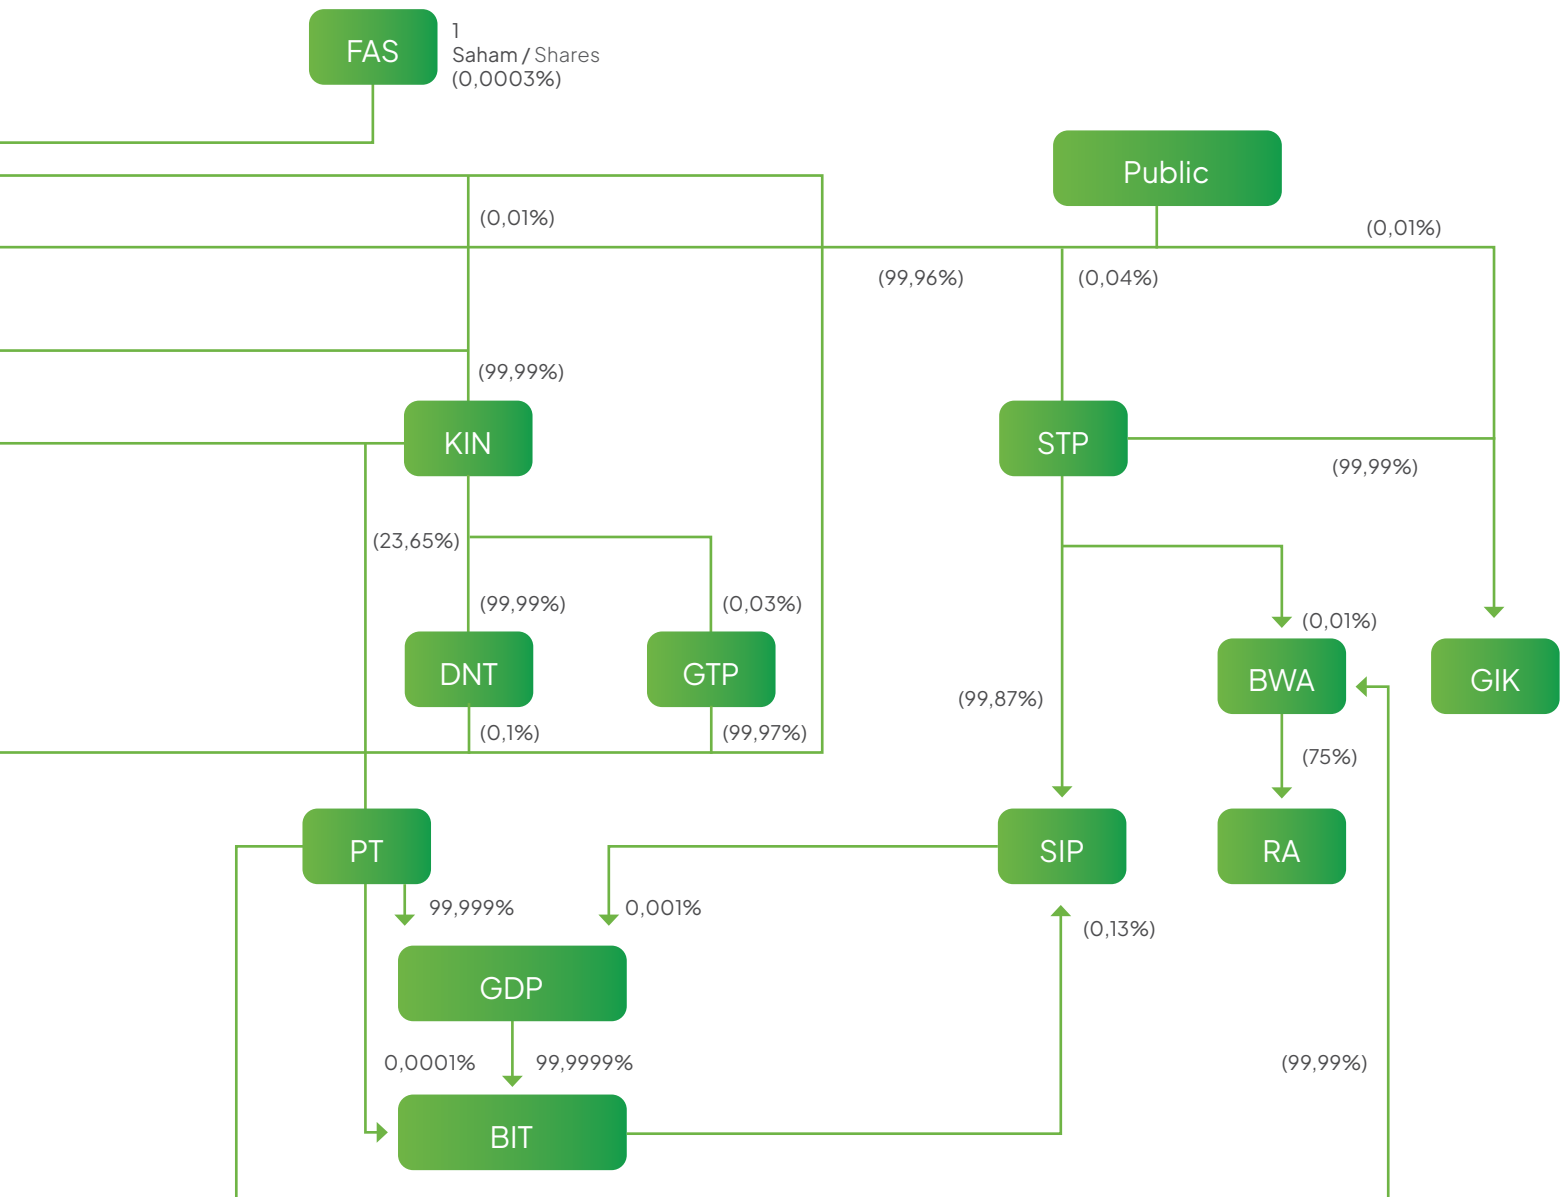 FAS
1
Saham / Shares
(0,0003%)
Public
(0,01%)
(0,01%)
(99,96%)
(0,04%)
(99,99%)
KIN
STP
(99,99%)
(23,65%)
(99,99%)
(0,03%)
(0,01%)
DNT
GTP
BWA
GIK
(99,87%)
(0,1%)
(99,97%)
(75%)
PT
SIP
RA
99,999%
0,001%
(0,13%)
GDP
0,0001%
99,9999%
(99,99%)
BIT